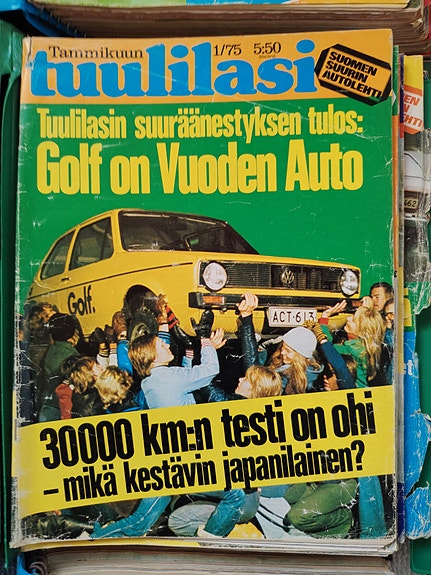 Tammikuun 1/75 5:50
tuulilasi
SUOMEN
SUURIN
AUTOLEHTI
Tuulilasin suuräänestyksen tulos:
Golf on Vuoden Auto
Golf.
ACT-613
30000 km:n testi on ohi
– mikä kestävin japanilainen?